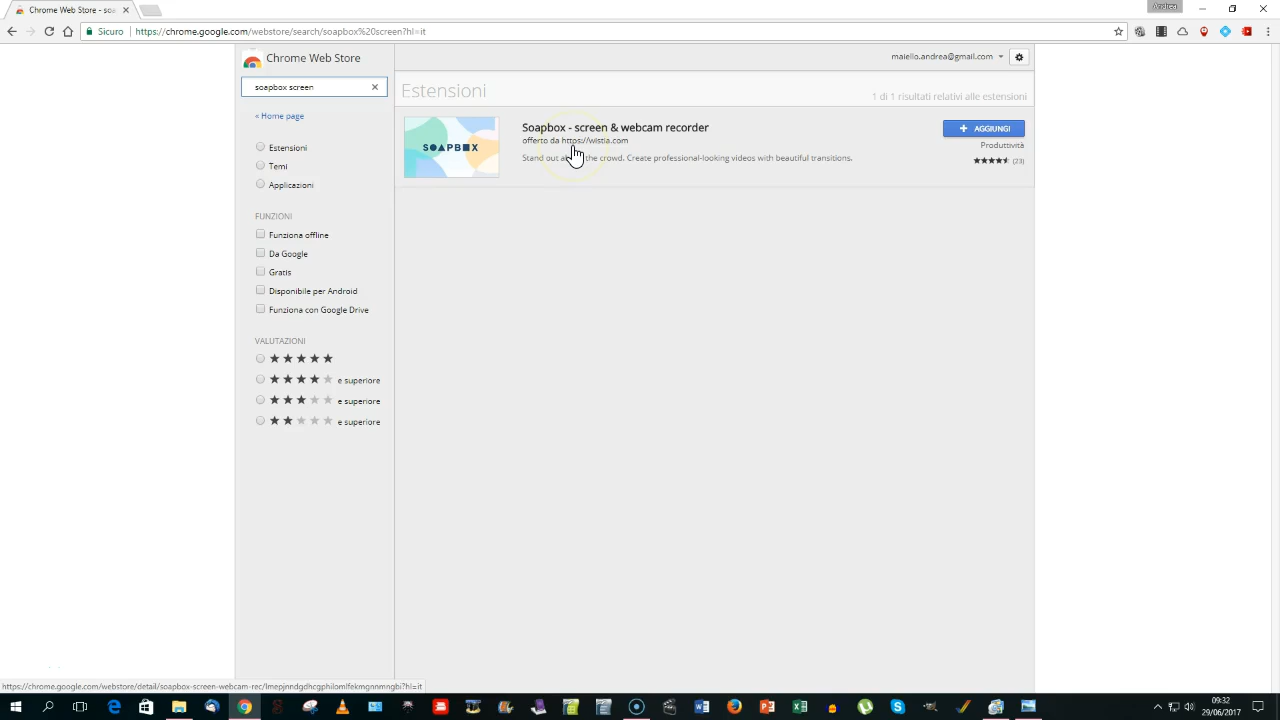 Chrome Web Store - soa
Andrea
Sicuro
https://chrome.google.com/webstore/search/soapbox%20screen?hl=it
Chrome Web Store
maiello.andrea@gmail.com
soapbox screen
Estensioni
1 di 1 risultati relativi alle estensioni
« Home page
SOAPBOX
Soapbox - screen & webcam recorder
offerto da https://wistia.com
Stand out the crowd. Create professional-looking videos with beautiful transitions.
AGGIUNGI
Produttività
(23)
Estensioni
Temi
Applicazioni
FUNZIONI
Funziona offline
Da Google
Gratis
Disponibile per Android
Funziona con Google Drive
VALUTAZIONI
e superiore
e superiore
e superiore
09:32
29/06/2017